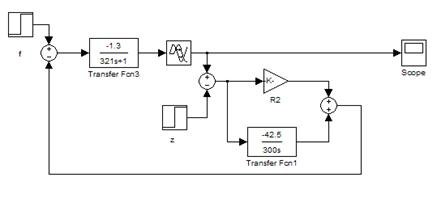 f
-1.3
321s+1
Transfer Fcn3
Scope
z
-K-
R2
-42.5
300s
Transfer Fcn1